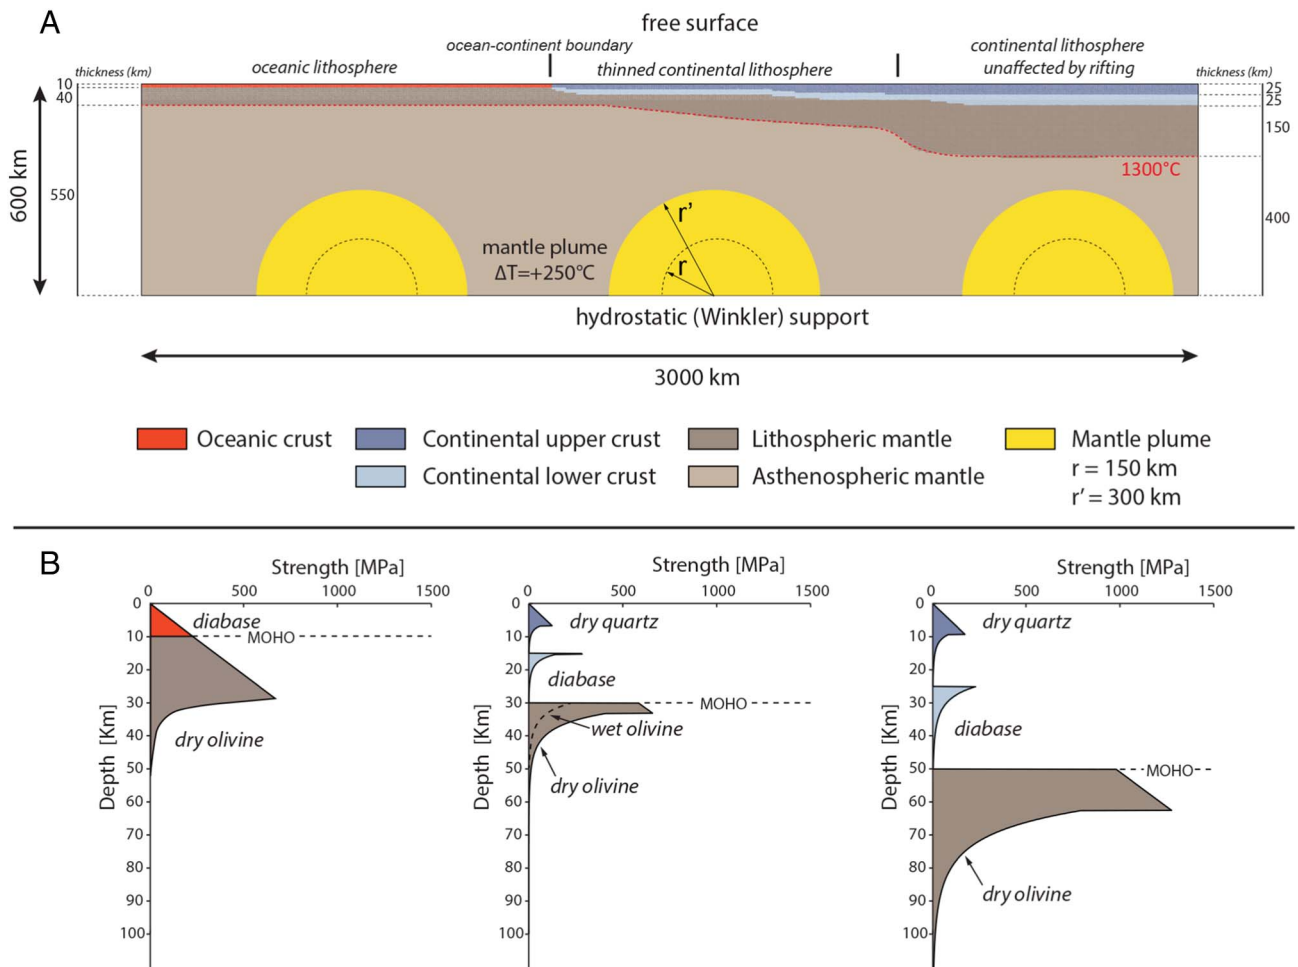 A
free surface
ocean-continent boundary
continental lithosphere
unaffected by rifting
thickness (km)
oceanic lithosphere
thinned continental lithosphere
thickness (km)
10
40
25
25
150
1300°C
600 km
550
400
r'
mantle plume
ΔT=+250°C
r
hydrostatic (Winkler) support
3000 km
Oceanic crust
Continental upper crust
Lithospheric mantle
Mantle plume
Continental lower crust
Asthenospheric mantle
r = 150 km
r' = 300 km
B
Strength [MPa]
0 500 1000 1500
0
10
20
30
40
50
60
70
80
90
100
Depth [Km]
diabase
MOHO
dry olivine
Strength [MPa]
0 500 1000 1500
0
10
20
30
40
50
60
70
80
90
100
Depth [Km]
dry quartz
diabase
MOHO
wet olivine
dry olivine
Strength [MPa]
0 500 1000 1500
0
10
20
30
40
50
60
70
80
90
100
Depth [Km]
dry quartz
diabase
MOHO
dry olivine